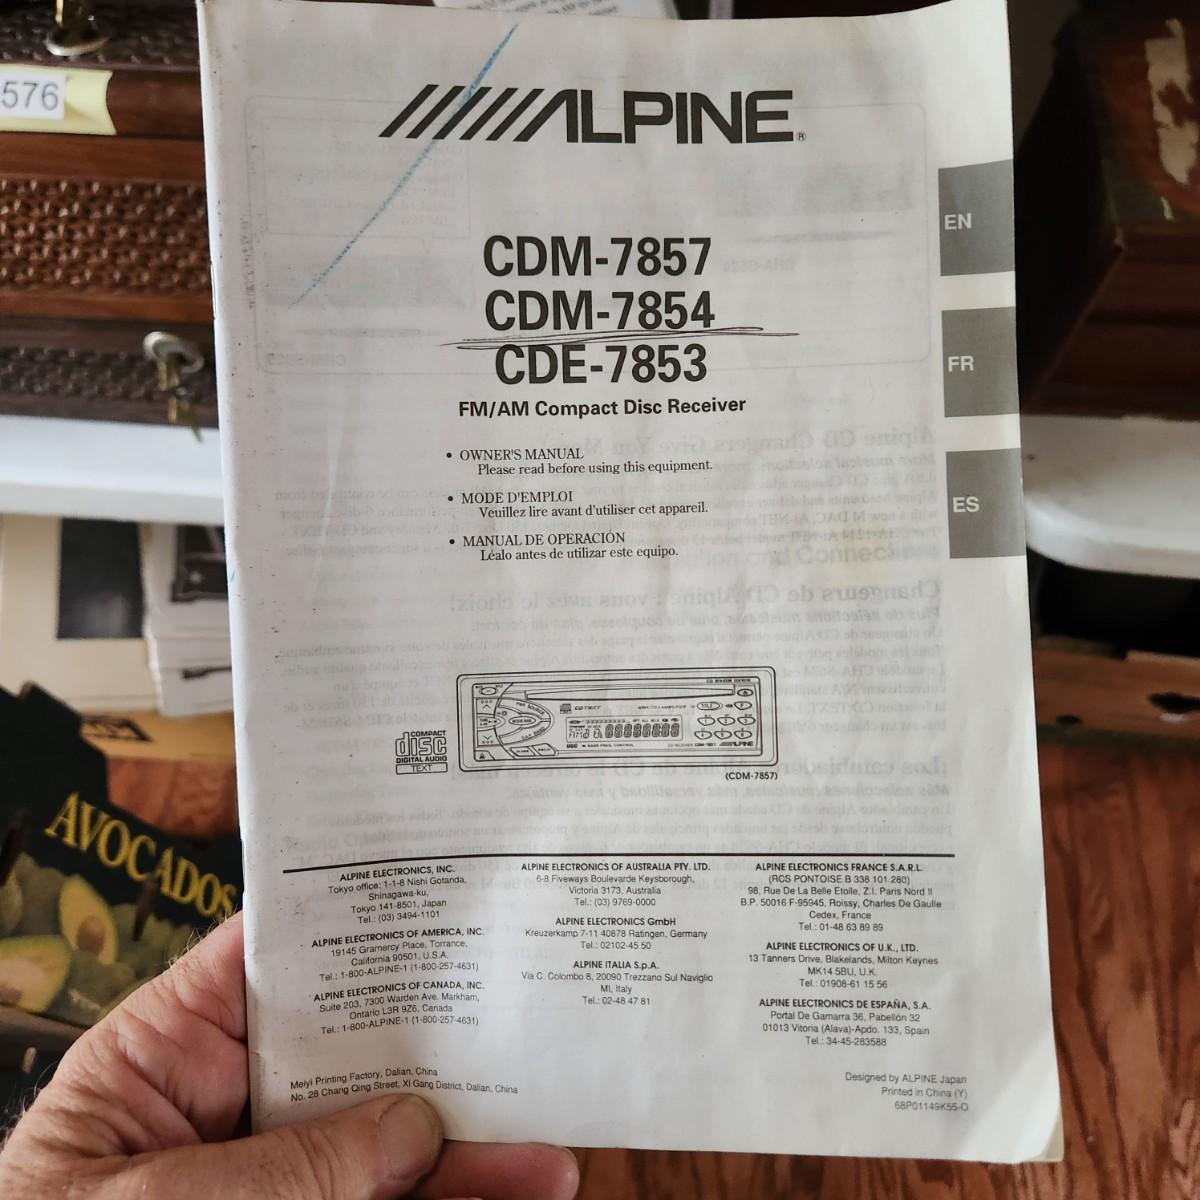 576
ALPINE®
CDM-7857
CDM-7854
CDE-7853
FM/AM Compact Disc Receiver
EN
FR
ES
• OWNER'S MANUAL
Please read before using this equipment.
• MODE D'EMPLOI
Veuillez lire avant d'utiliser cet appareil.
• MANUAL DE OPERACIÓN
Léalo antes de utilizar este equipo.
COMPACT
disc
DIGITAL AUDIO
TEXT
CD TEXT
TITLE
ALPINE
(CDM-7857)
AVOCADOS
ALPINE ELECTRONICS, INC.
Tokyo office: 1-1-8 Nishi Gotanda,
Shinagawa-ku,
Tokyo 141-8501, Japan
Tel.: (03) 3494-1101
ALPINE ELECTRONICS OF AMERICA, INC.
19145 Gramercy Place, Torrance,
California 90501, U.S.A.
Tel.: 1-800-ALPINE-1 (1-800-257-4631)
ALPINE ELECTRONICS OF CANADA, INC.
Suite 203, 7300 Warden Ave. Markham,
Ontario L3R 9Z6, Canada
Tel.: 1-800-ALPINE-1 (1-800-257-4631)
ALPINE ELECTRONICS OF AUSTRALIA PTY. LTD.
6-8 Fiveways Boulevarde Keysborough,
Victoria 3173, Australia
Tel.: (03) 9769-0000
ALPINE ELECTRONICS GmbH
Kreuzerkamp 7-11 40878 Ratingen, Germany
Tel.: 02102-45 50
ALPINE ITALIA S.p.A.
Via C. Colombo 8, 20090 Trezzano Sul Naviglio
MI, Italy
Tel.: 02-48 47 81
ALPINE ELECTRONICS FRANCE S.A.R.L.
(RCS PONTOISE B 338 101 280)
98, Rue De La Belle Etoile, Z.I. Paris Nord II
B.P. 50016 F-95945, Roissy, Charles De Gaulle
Cedex, France
Tel.: 01-48 63 89 89
ALPINE ELECTRONICS OF U.K., LTD.
13 Tanners Drive, Blakelands, Milton Keynes
MK14 5BU, U.K.
Tel.: 01908-61 15 56
ALPINE ELECTRONICS DE ESPAÑA, S.A.
Portal De Gamarra 36, Pabellón 32
01013 Vitoria (Alava)-Apdo. 133, Spain
Tel.: 34-45-283588
Meiyi Printing Factory, Dalian, China
No. 28 Chang Qing Street, Xi Gang District, Dalian, China
Designed by ALPINE Japan
Printed in China (Y)
68P01149K55-O